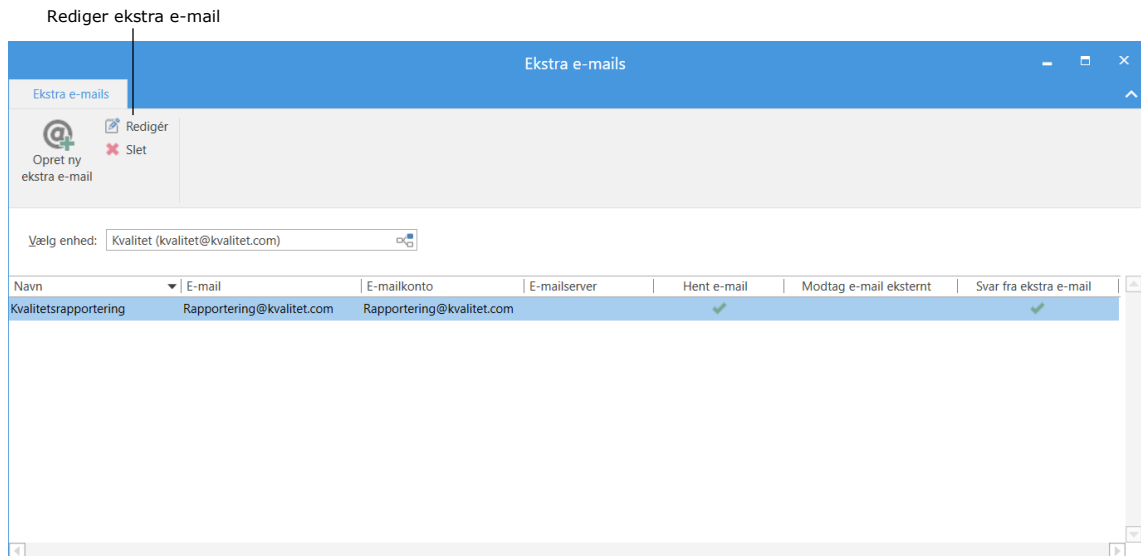 Rediger ekstra e-mail
Ekstra e-mails
Ekstra e-mails
Redigér
Slet
Opret ny
ekstra e-mail
Vælg enhed: Kvalitet (kvalitet@kvalitet.com)
Navn E-mail E-mailkonto E-mailserver Hent e-mail Modtag e-mail eksternt Svar fra ekstra e-mail
Kvalitetsrapportering Rapportering@kvalitet.com Rapportering@kvalitet.com